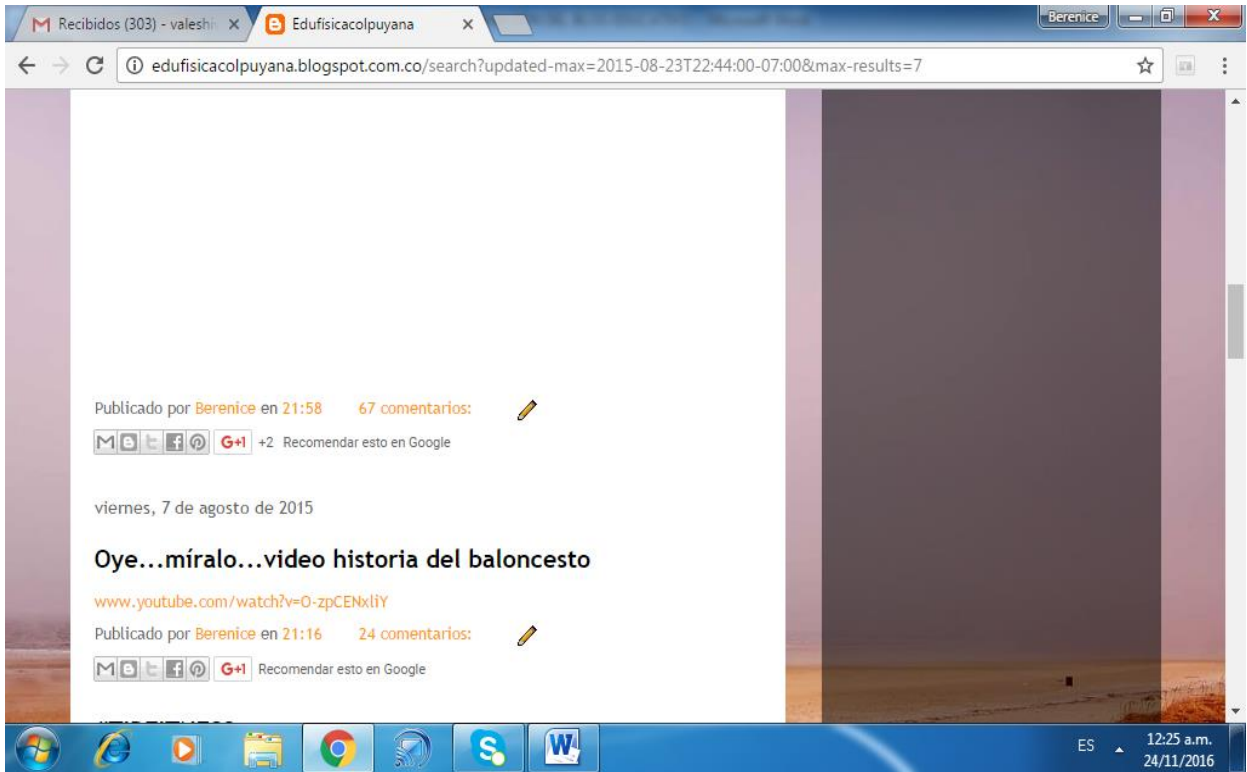 Recibidos (303) - valeshi
Edufisicacolpuyana
Berenice
edufisicacolpuyana.blogspot.com.co/search?updated-max=2015-08-23T22:44:00-07:00&max-results=7
Publicado por Berenice en 21:58 67 comentarios:
G+1 +2 Recomendar esto en Google
viernes, 7 de agosto de 2015
Oye...míralo...video historia del baloncesto
www.youtube.com/watch?v=O-zpCENxliY
Publicado por Berenice en 21:16 24 comentarios:
G+1 Recomendar esto en Google
ES
12:25 a.m.
24/11/2016